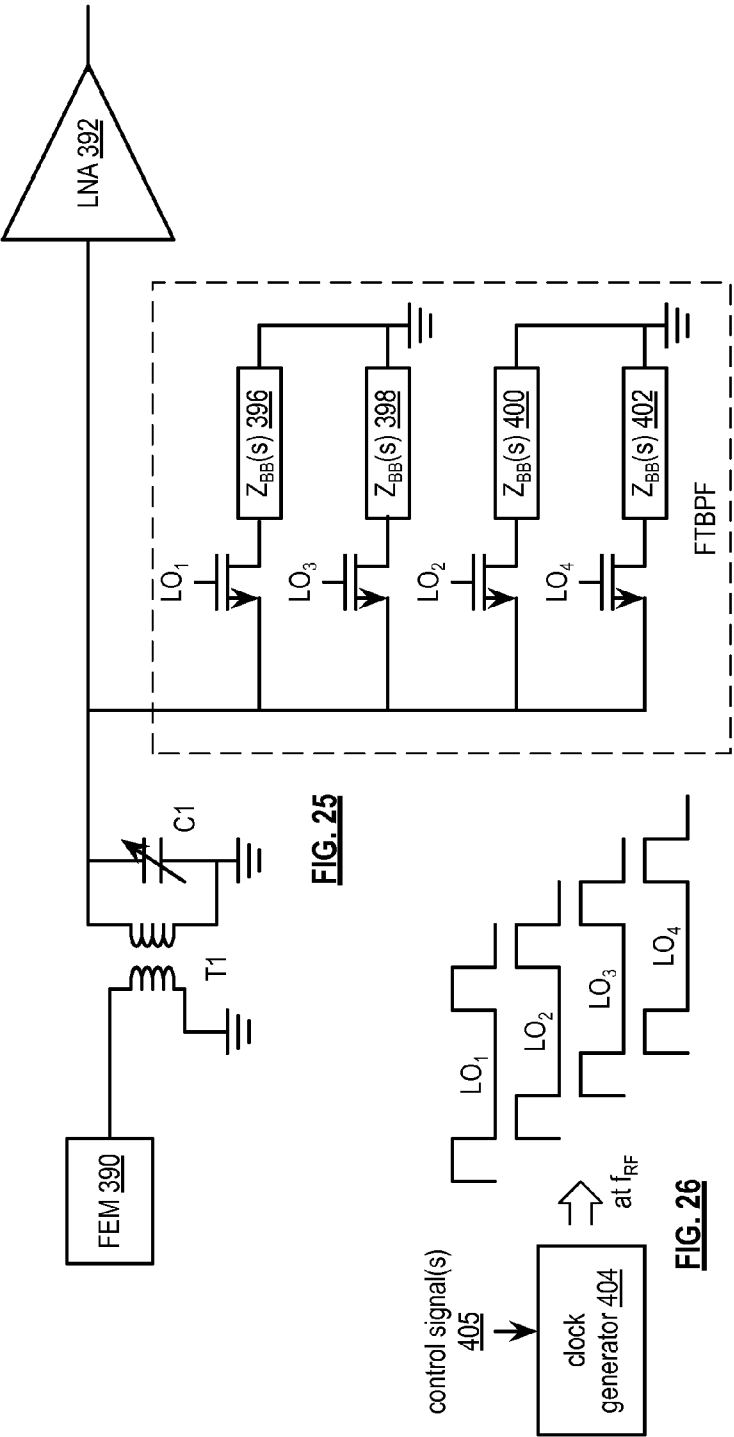 LNA 392
FEM 390
T1
C1
LO1
ZBB(s) 396
LO3
ZBB(s) 398
LO2
ZBB(s) 400
LO4
ZBB(s) 402
FTBPF
FIG. 25
control signal(s)
405
clock
generator 404
at fRF
LO1
LO2
LO3
LO4
FIG. 26